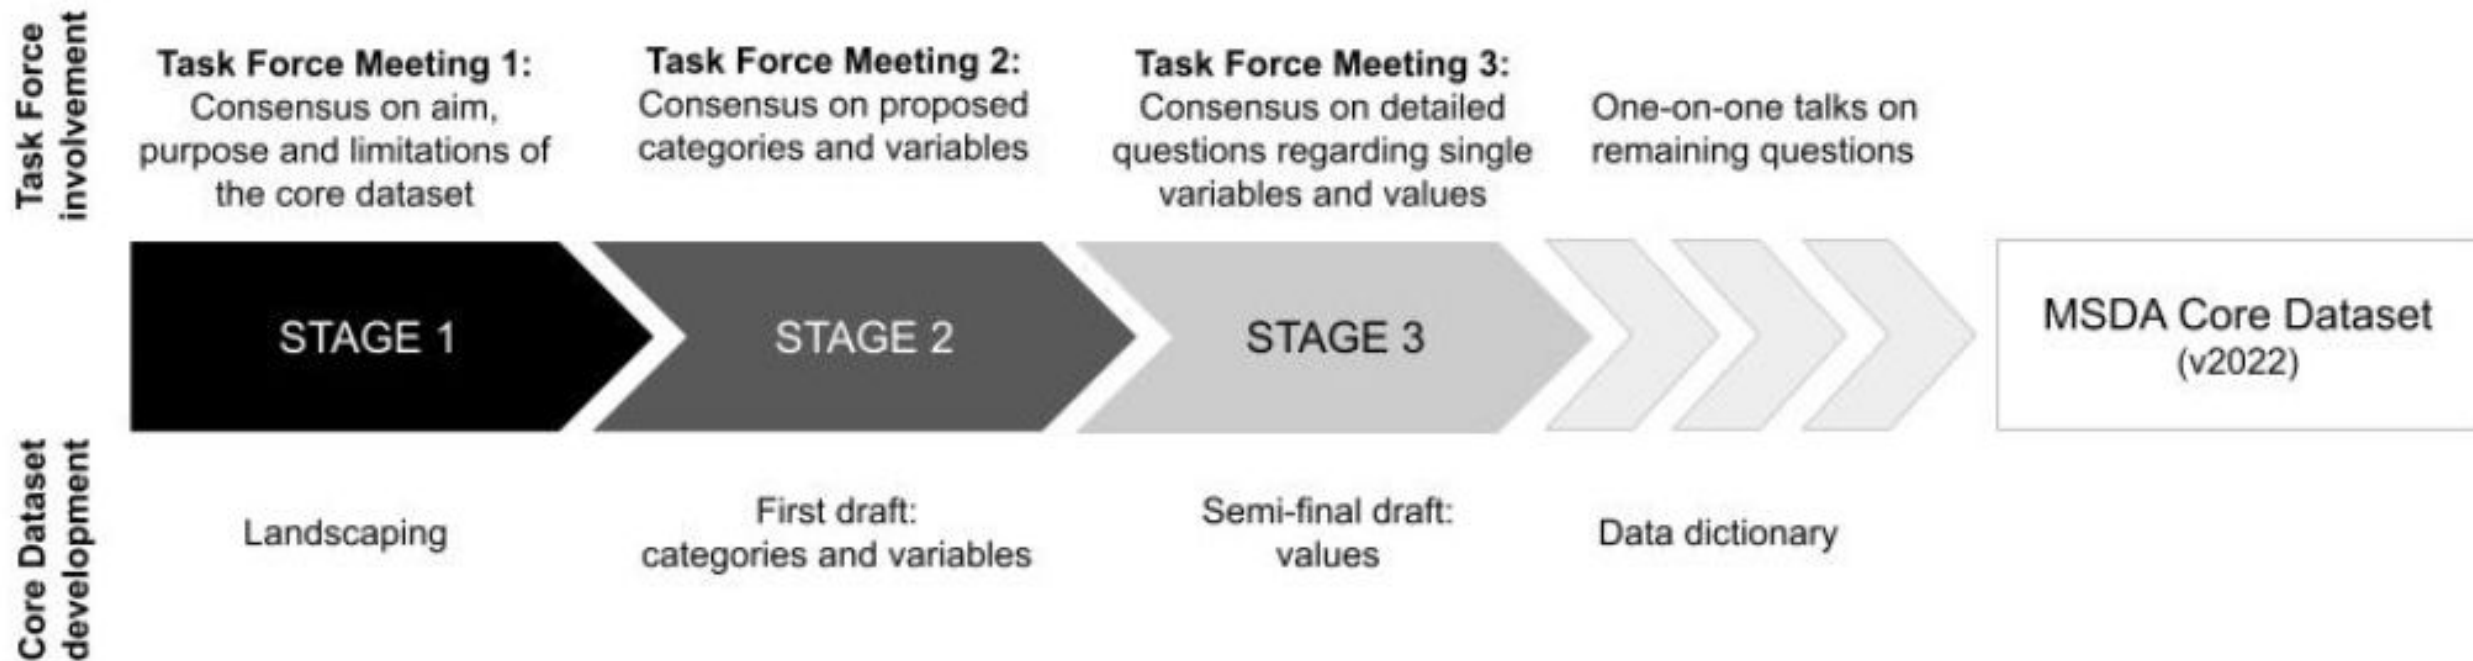 Task Force
involvement
Task Force Meeting 1:
Consensus on aim,
purpose and limitations of
the core dataset
Task Force Meeting 2:
Consensus on proposed
categories and variables
Task Force Meeting 3:
Consensus on detailed
questions regarding single
variables and values
One-on-one talks on
remaining questions
STAGE 1
STAGE 2
STAGE 3
MSDA Core Dataset
(v2022)
Core Dataset
development
Landscaping
First draft:
categories and variables
Semi-final draft:
values
Data dictionary